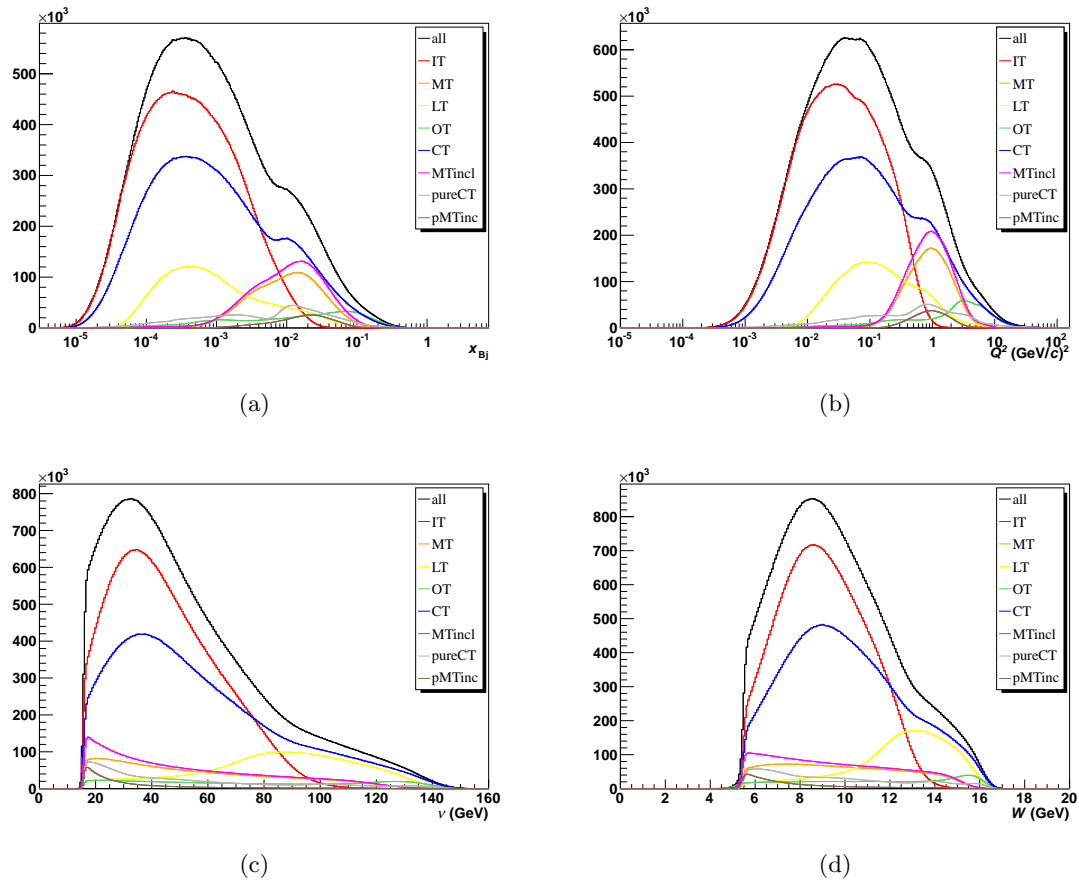 ×10³
600
500
400
300
200
100
0
10⁻⁵ 10⁻⁴ 10⁻³ 10⁻² 10⁻¹ 1
x_Bj
all
IT
MT
LT
OT
CT
MTincl
pureCT
pMTinc
(a)
×10³
600
500
400
300
200
100
0
10⁻⁴ 10⁻³ 10⁻² 10⁻¹ 1 10 10²
Q² (GeV/c)²
all
IT
MT
LT
OT
CT
MTincl
pureCT
pMTinc
(b)
×10³
800
700
600
500
400
300
200
100
0
0 20 40 60 80 100 120 140 160
ν (GeV)
all
IT
MT
LT
OT
CT
MTincl
pureCT
pMTinc
(c)
×10³
800
700
600
500
400
300
200
100
0
0 2 4 6 8 10 12 14 16 18 20
W (GeV)
all
IT
MT
LT
OT
CT
MTincl
pureCT
pMTinc
(d)